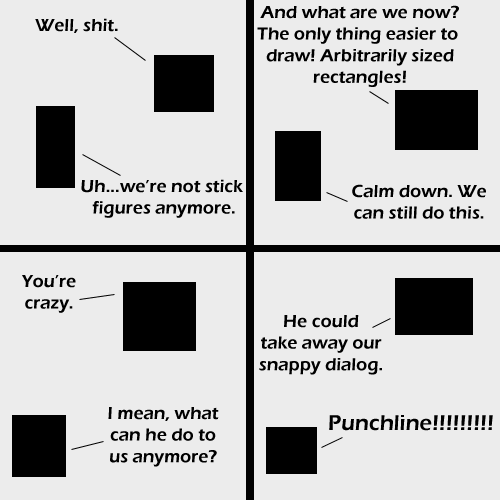 Well, shit.
Uh...we're not stick
figures anymore.
And what are we now?
The only thing easier to
draw! Arbitrarily sized
rectangles!
Calm down. We
can still do this.
You're
crazy.
I mean, what
can he do to
us anymore?
He could
take away our
snappy dialog.
Punchline!!!!!!!!!